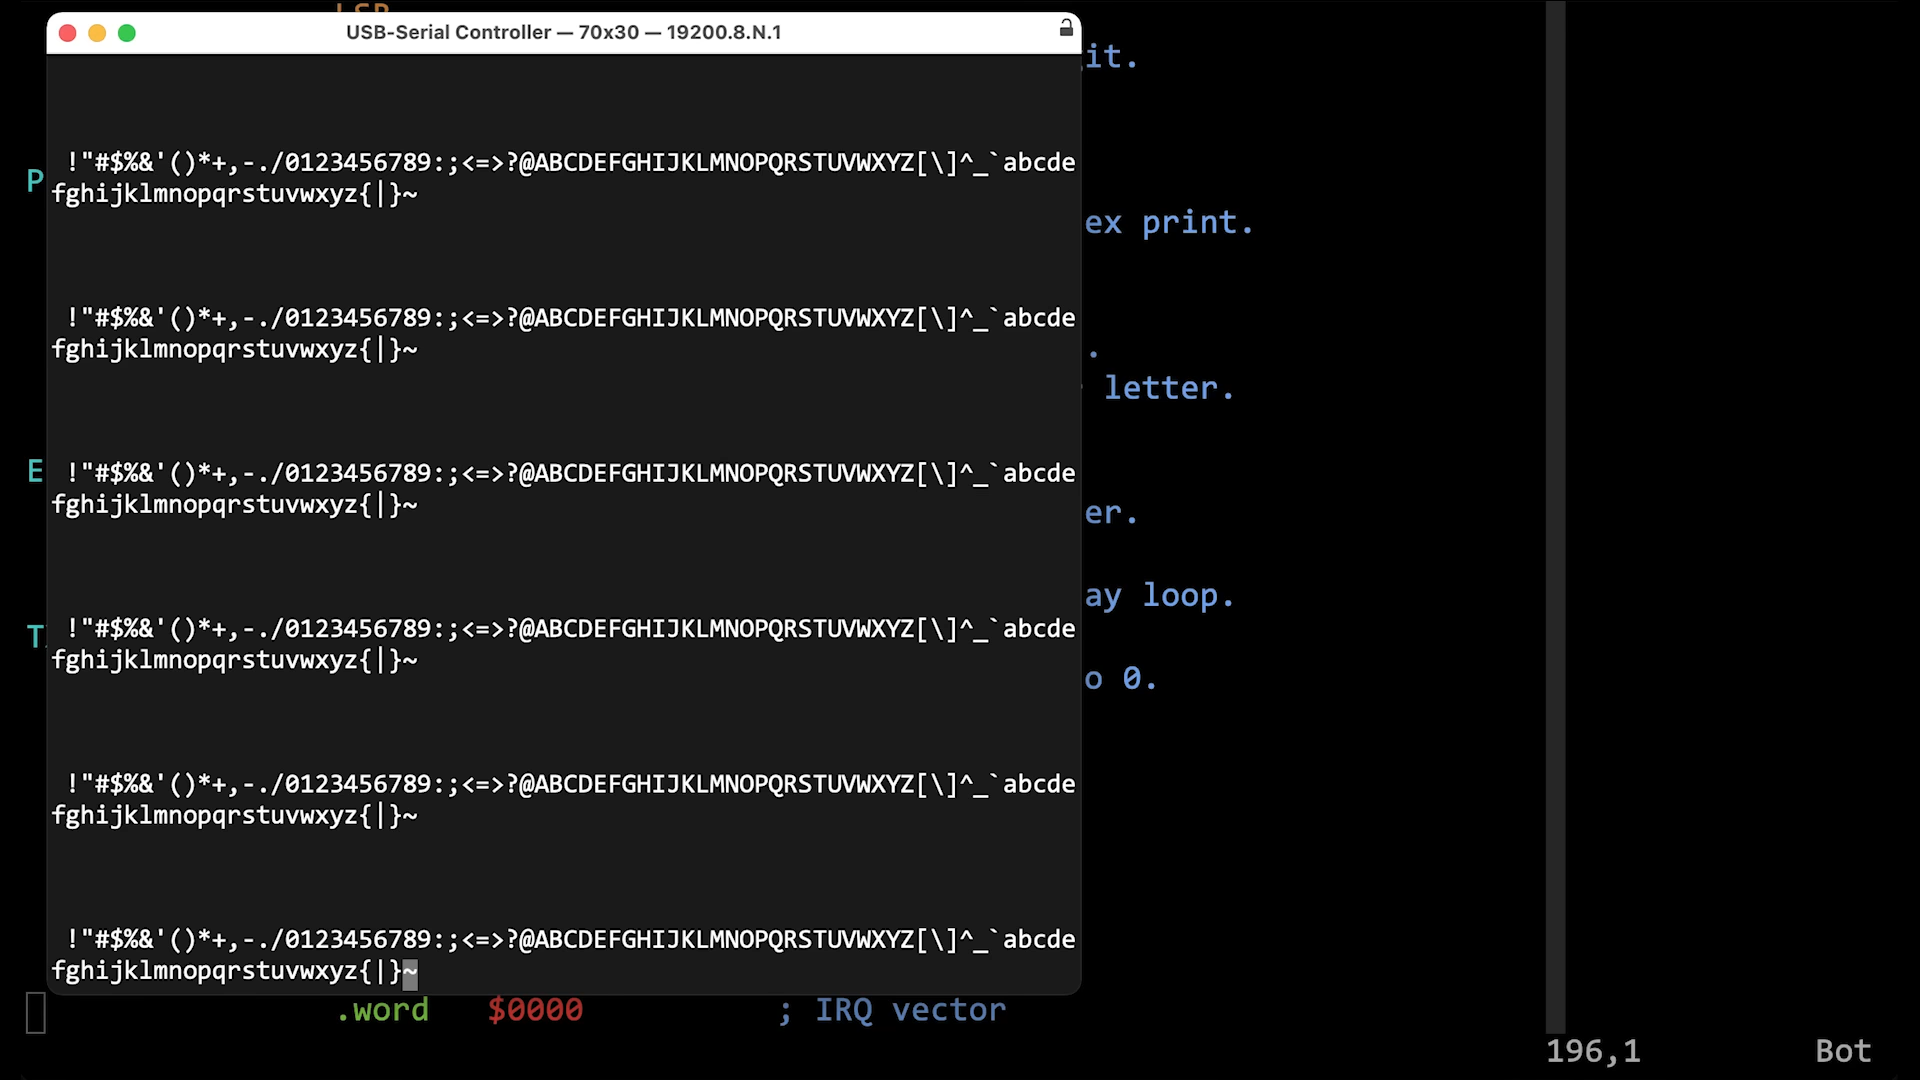 LSR
USB-Serial Controller — 70x30 — 19200.8.N.1
it.
 !"#$%&'()*+,-./0123456789:;<=>?@ABCDEFGHIJKLMNOPQRSTUVWXYZ[\]^_`abcde
P
fghijklmnopqrstuvwxyz{|}~
ex print.
 !"#$%&'()*+,-./0123456789:;<=>?@ABCDEFGHIJKLMNOPQRSTUVWXYZ[\]^_`abcde
fghijklmnopqrstuvwxyz{|}~
.
letter.
E
 !"#$%&'()*+,-./0123456789:;<=>?@ABCDEFGHIJKLMNOPQRSTUVWXYZ[\]^_`abcde
fghijklmnopqrstuvwxyz{|}~
er.
ay loop.
T
 !"#$%&'()*+,-./0123456789:;<=>?@ABCDEFGHIJKLMNOPQRSTUVWXYZ[\]^_`abcde
fghijklmnopqrstuvwxyz{|}~
o 0.
 !"#$%&'()*+,-./0123456789:;<=>?@ABCDEFGHIJKLMNOPQRSTUVWXYZ[\]^_`abcde
fghijklmnopqrstuvwxyz{|}~
 !"#$%&'()*+,-./0123456789:;<=>?@ABCDEFGHIJKLMNOPQRSTUVWXYZ[\]^_`abcde
fghijklmnopqrstuvwxyz{|}~
.word $0000 ; IRQ vector
196,1 Bot